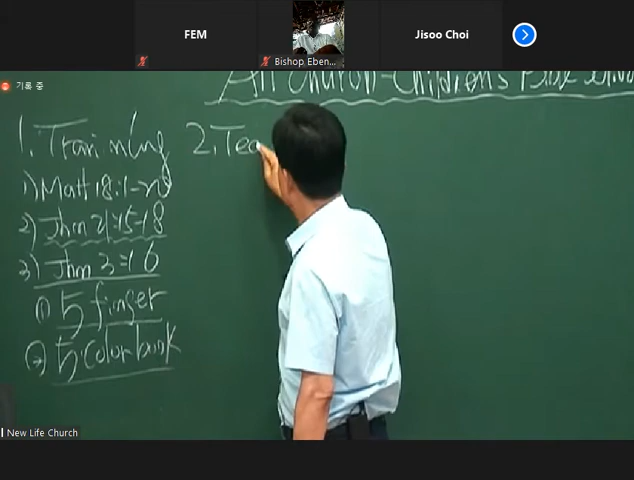 FEM
Jisoo Choi
Bishop Eben...
기록 중
All Church-Children's Bible
1. Training
2. Tea
1) Matt 18:1-10
2) Jhn 21:15-18
3) Jhn 3:16
① 5 finger
② 5 color book
New Life Church